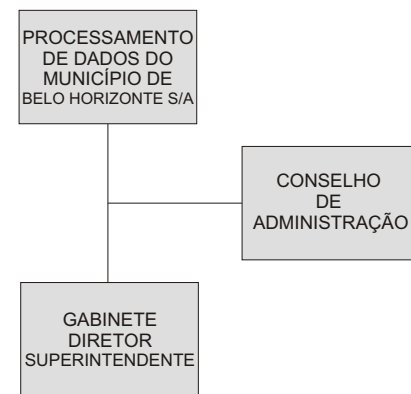 PROCESSAMENTO
DE DADOS DO
MUNICÍPIO DE
BELO HORIZONTE S/A
CONSELHO
DE
ADMINISTRAÇÃO
GABINETE
DIRETOR
SUPERINTENDENTE